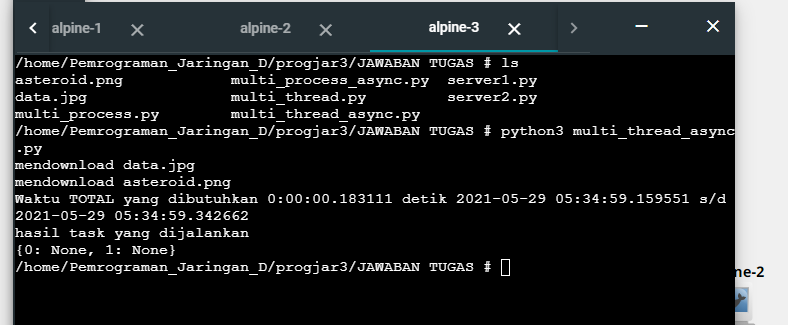 alpine-1
alpine-2
alpine-3
/home/Pemrograman_Jaringan_D/progjar3/JAWABAN TUGAS # ls
asteroid.png multi_process_async.py server1.py
data.jpg multi_thread.py server2.py
multi_process.py multi_thread_async.py
/home/Pemrograman_Jaringan_D/progjar3/JAWABAN TUGAS # python3 multi_thread_async
.py
mendownload data.jpg
mendownload asteroid.png
Waktu TOTAL yang dibutuhkan 0:00:00.183111 detik 2021-05-29 05:34:59.159551 s/d
2021-05-29 05:34:59.342662
hasil task yang dijalankan
{0: None, 1: None}
/home/Pemrograman_Jaringan_D/progjar3/JAWABAN TUGAS #
ne-2